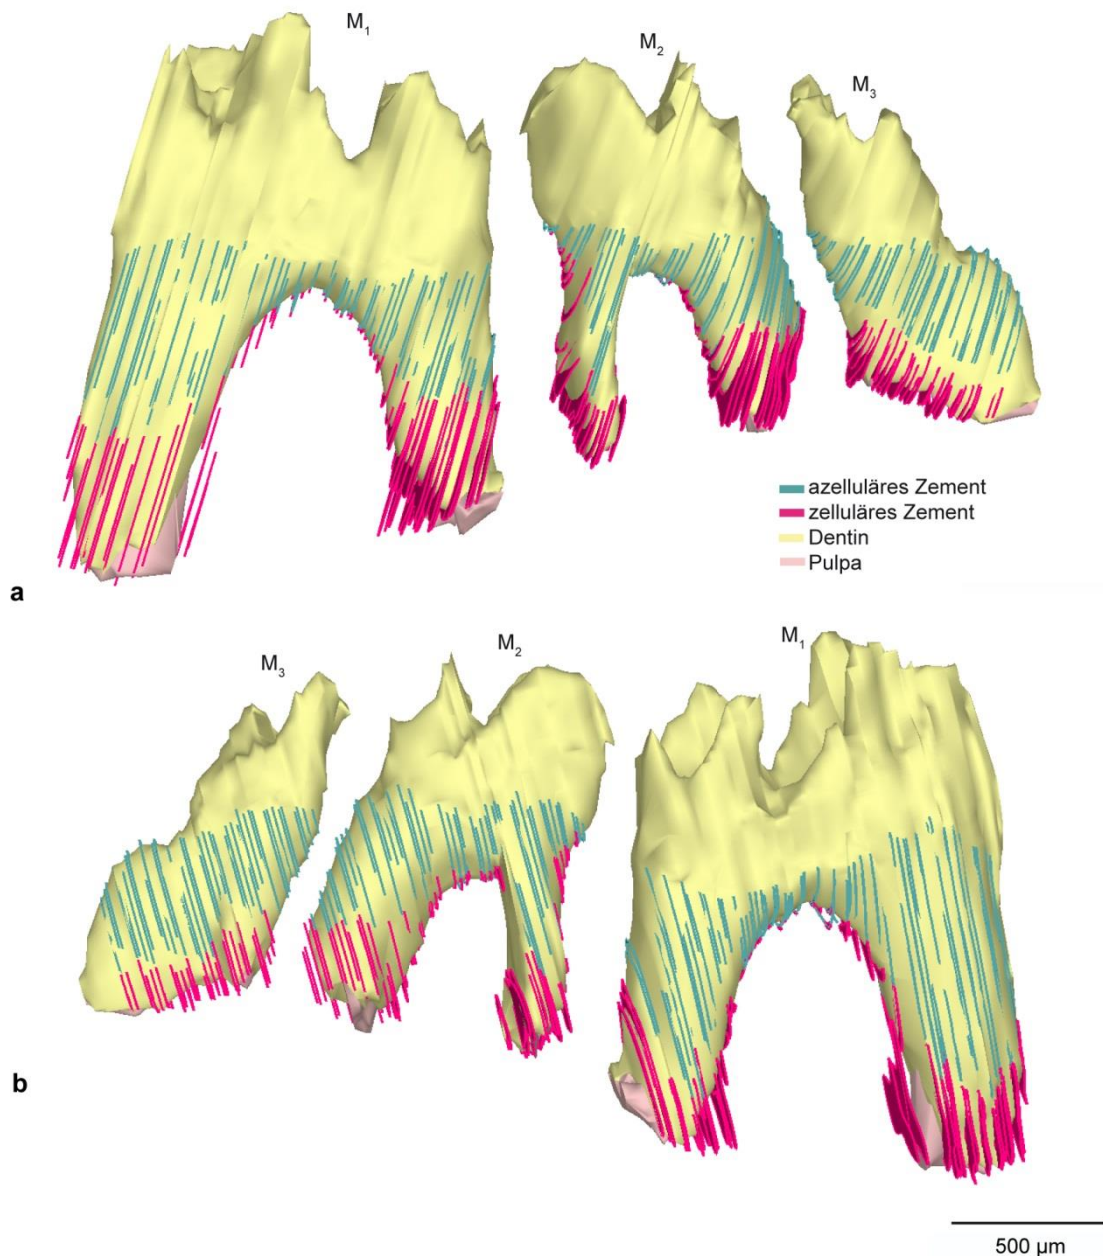 M₁
M₂
M₃
azelluläres Zement
zelluläres Zement
Dentin
Pulpa
a
M₃
M₂
M₁
b
500 µm